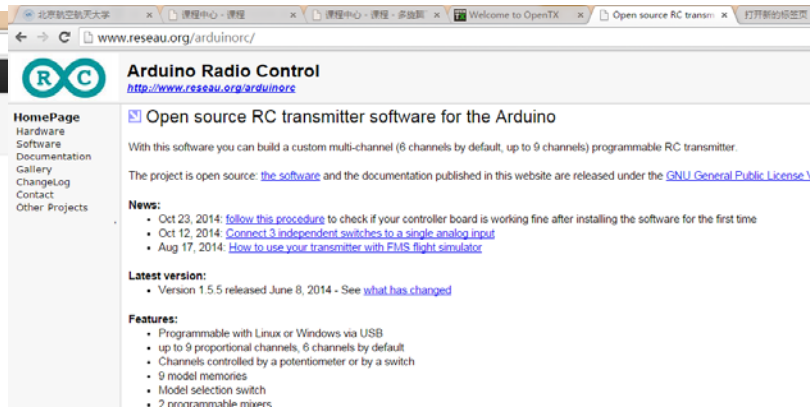 北京航空航天大学
课程中心 - 课程
Welcome to OpenTX
Open source RC transm
打开新的标签页
www.reseau.org/arduinorc/
R C
Arduino Radio Control
http://www.reseau.org/arduinorc
HomePage
Hardware
Software
Documentation
Gallery
ChangeLog
Contact
Other Projects
Open source RC transmitter software for the Arduino
With this software you can build a custom multi-channel (6 channels by default, up to 9 channels) programmable RC transmitter.
The project is open source: the software and the documentation published in this website are released under the GNU General Public License V
News:
• Oct 23, 2014: follow this procedure to check if your controller board is working fine after installing the software for the first time
• Oct 12, 2014: Connect 3 independent switches to a single analog input
• Aug 17, 2014: How to use your transmitter with FMS flight simulator
Latest version:
• Version 1.5.5 released June 8, 2014 - See what has changed
Features:
• Programmable with Linux or Windows via USB
• up to 9 proportional channels, 6 channels by default
• Channels controlled by a potentiometer or by a switch
• 9 model memories
• Model selection switch
• 2 programmable mixers